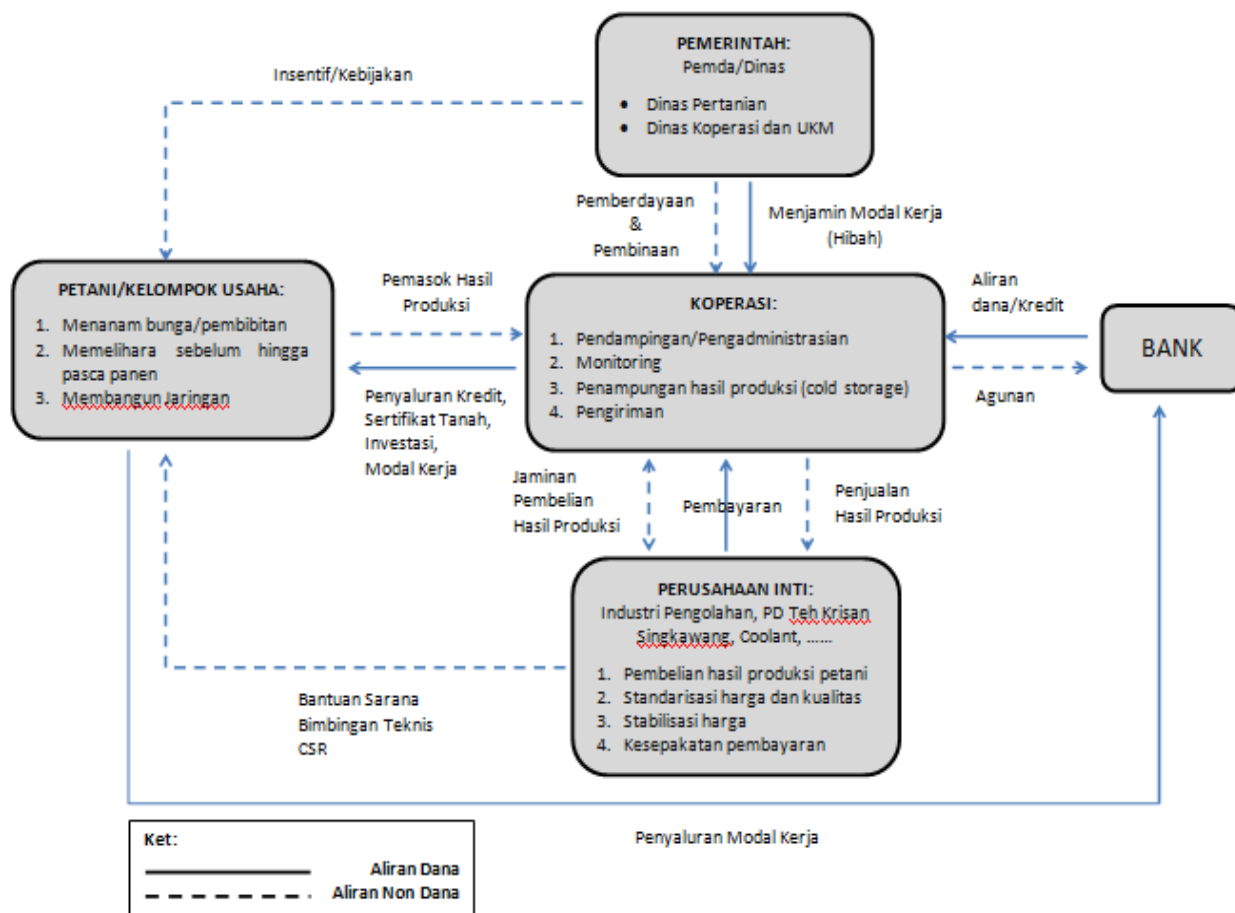 PEMERINTAH:
Pemda/Dinas
• Dinas Pertanian
• Dinas Koperasi dan UKM
Insentif/Kebijakan
Pemberdayaan
&
Pembinaan
Menjamin Modal Kerja
(Hibah)
PETANI/KELOMPOK USAHA:
1. Menanam bunga/pembibitan
2. Memelihara sebelum hingga
pasca panen
3. Membangun Jaringan
Pemasok Hasil
Produksi
Penyaluran Kredit,
Sertifikat Tanah,
Investasi,
Modal Kerja
KOPERASI:
1. Pendampingan/Pengadministrasian
2. Monitoring
3. Penampungan hasil produksi (cold storage)
4. Pengiriman
Aliran
dana/Kredit
Agunan
BANK
Jaminan
Pembelian
Hasil Produksi
Pembayaran
Penjualan
Hasil Produksi
PERUSAHAAN INTI:
Industri Pengolahan, PD Teh Krisan
Singkawang, Coolant, ......
1. Pembelian hasil produksi petani
2. Standarisasi harga dan kualitas
3. Stabilisasi harga
4. Kesepakatan pembayaran
Bantuan Sarana
Bimbingan Teknis
CSR
Penyaluran Modal Kerja
Ket:
Aliran Dana
Aliran Non Dana